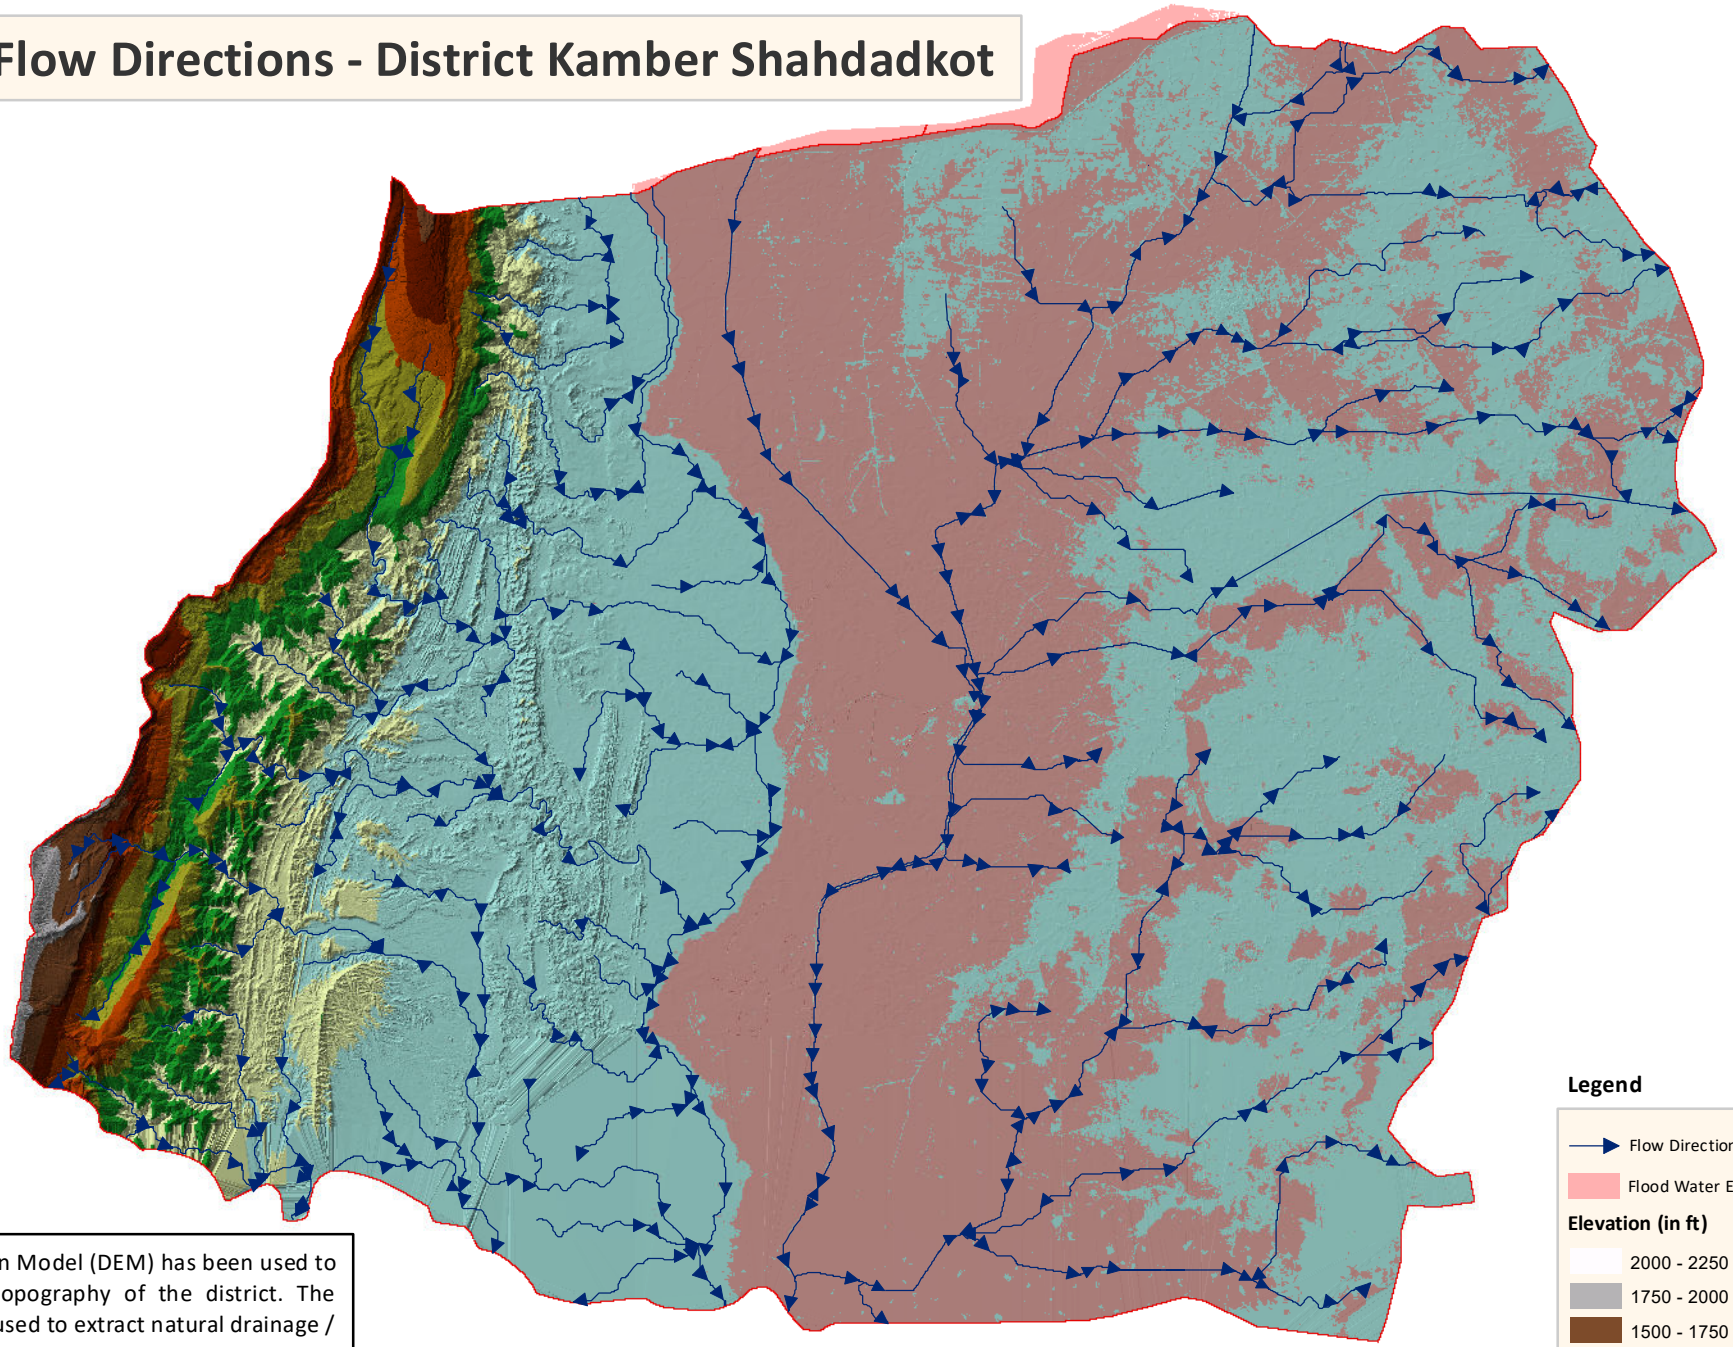 Flow Directions - District Kamber Shahdadkot
Legend
Flow Direction
Flood Water E
Elevation (in ft)
2000 - 2250
1750 - 2000
1500 - 1750
n Model (DEM) has been used to
opography of the district. The
used to extract natural drainage /